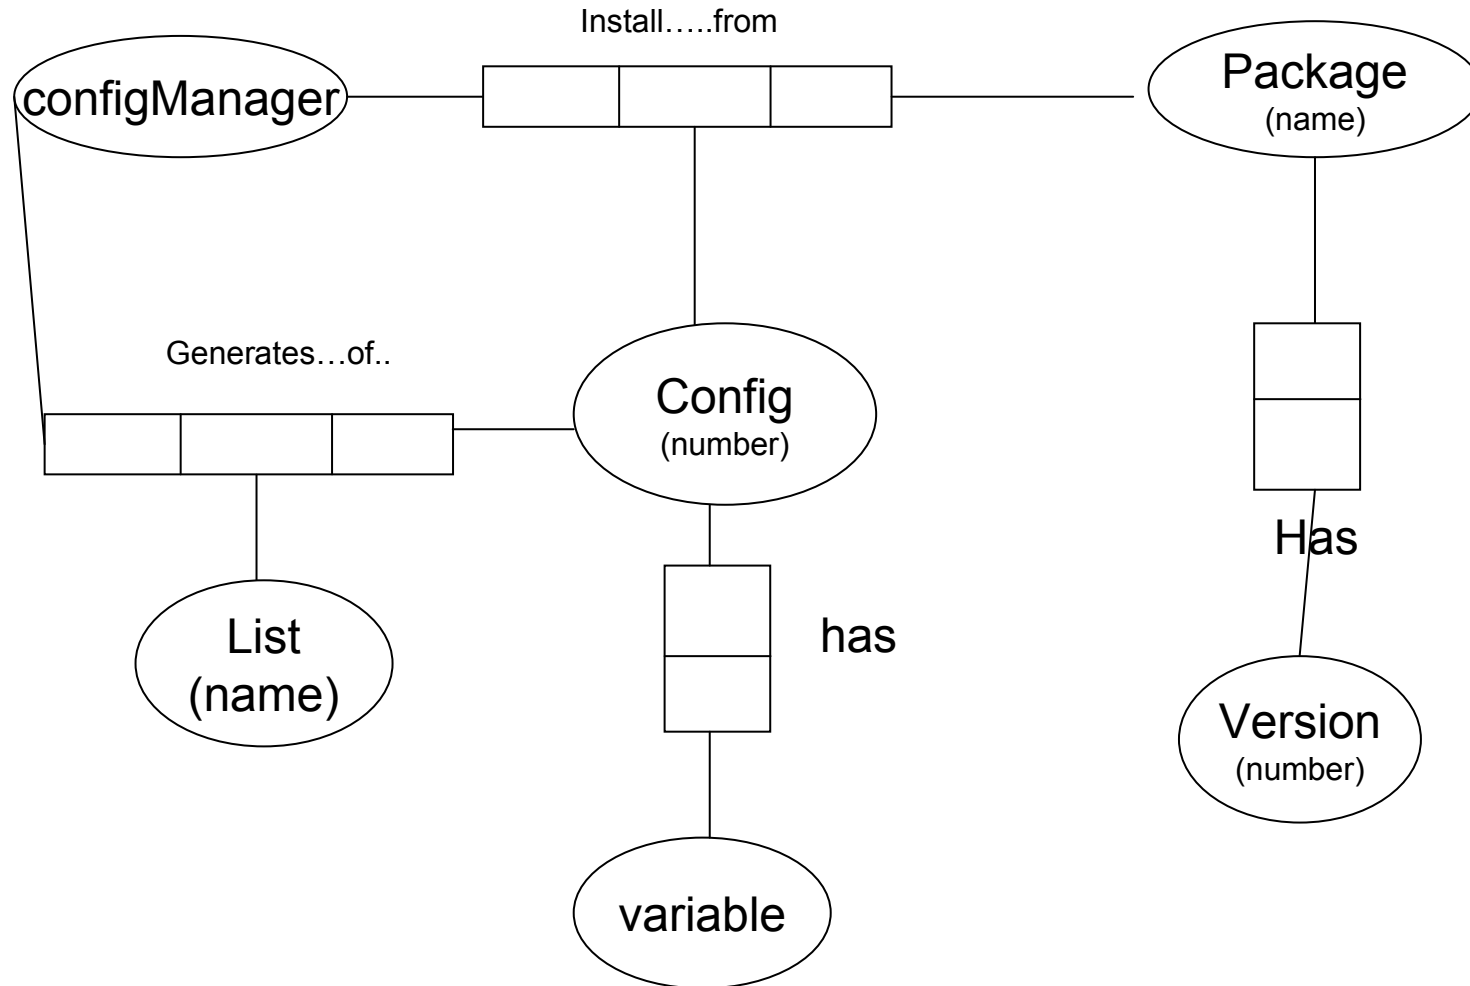 Install…..from
configManager
Package
(name)
Generates…of..
Config
(number)
Has
List
(name)
has
Version
(number)
variable